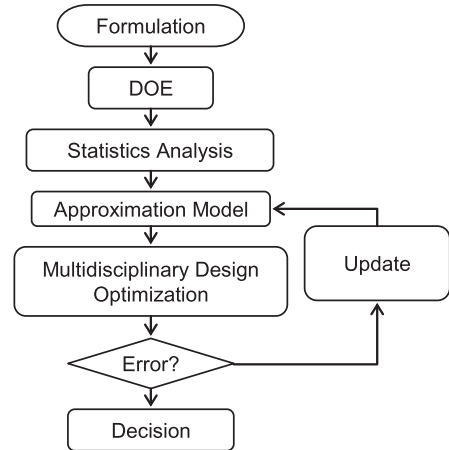 Formulation
DOE
Statistics Analysis
Approximation Model
Multidisciplinary Design
Optimization
Update
Error?
Decision